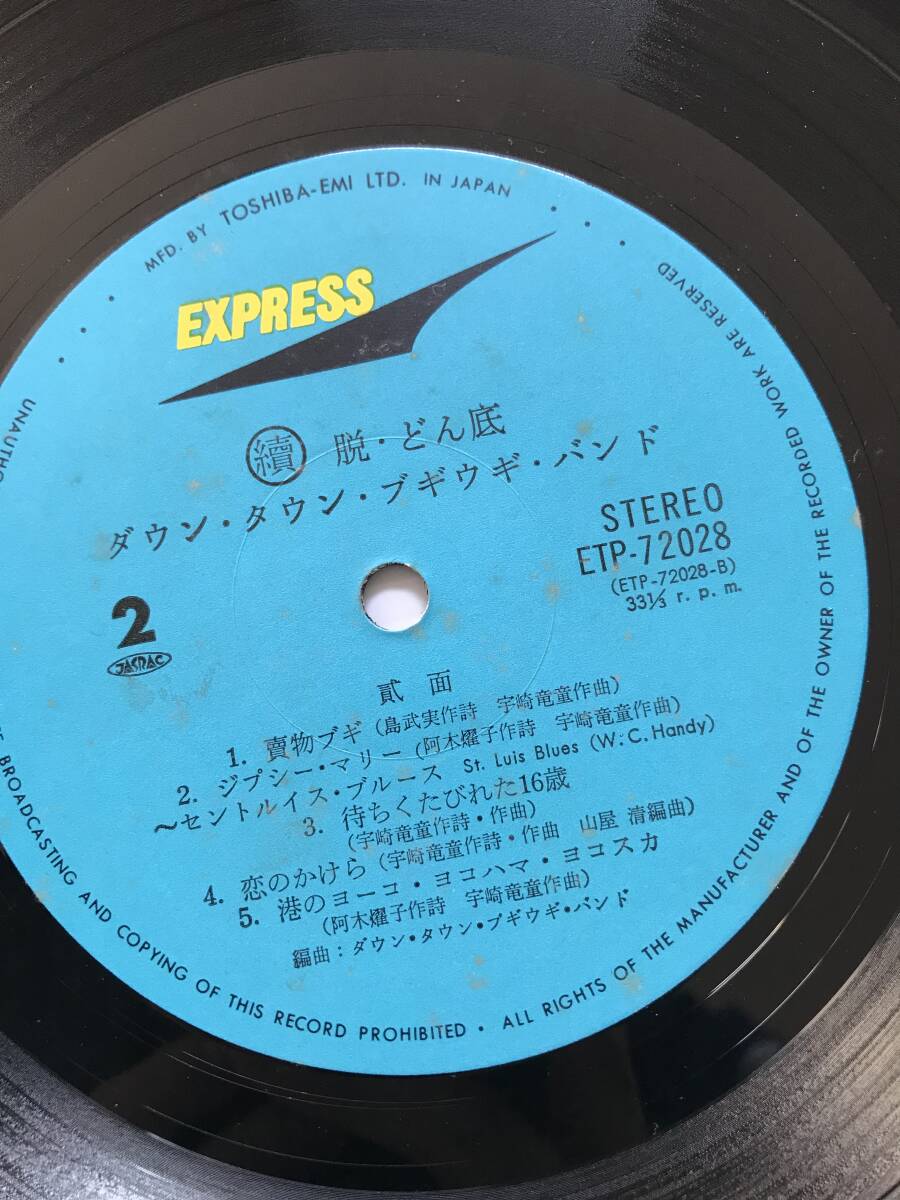 MFD. BY TOSHIBA-EMI LTD. IN JAPAN
EXPRESS
續 脱・どん底
ダウン・タウン・ブギウギ・バンド
STEREO
ETP-72028
(ETP-72028-B)
33⅓ r. p. m.
2
JASRAC
貳面
1. 賣物ブギ (島武実作詩 宇崎竜童作曲)
2. ジプシー・マリー (阿木燿子作詩 宇崎竜童作曲)
～セントルイス・ブルース St. Luis Blues (W. C. Handy)
3. 待ちくたびれた16歳
(宇崎竜童作詩・作曲)
4. 恋のかけら (宇崎竜童作詩・作曲 山屋 清編曲)
5. 港のヨーコ・ヨコハマ・ヨコスカ
(阿木燿子作詩 宇崎竜童作曲)
編曲：ダウン・タウン・ブギウギ・バンド
BROADCASTING AND COPYING OF THIS RECORD PROHIBITED • ALL RIGHTS OF THE MANUFACTURER AND OF THE OWNER OF THE RECORDED WORK ARE RESERVED